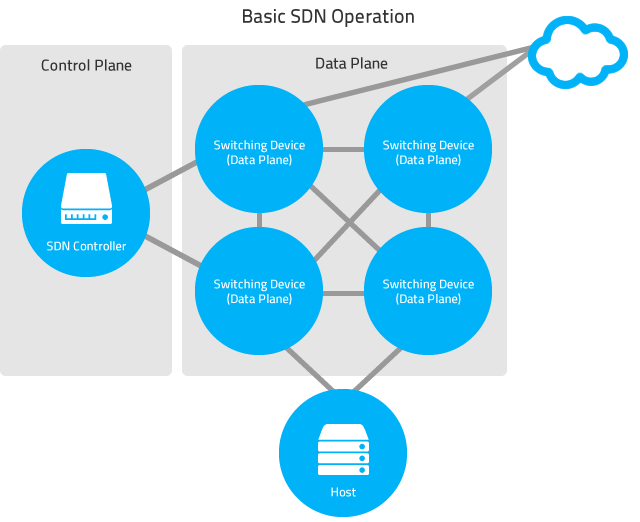 Basic SDN Operation
Control Plane
Data Plane
Switching Device
(Data Plane)
Switching Device
(Data Plane)
SDN Controller
Switching Device
(Data Plane)
Switching Device
(Data Plane)
Host